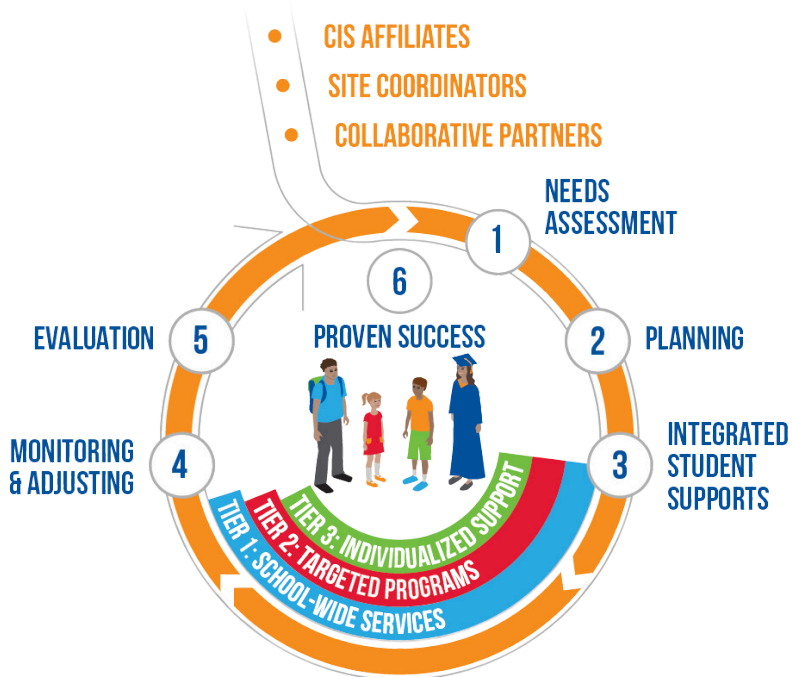 CIS AFFILIATES
SITE COORDINATORS
COLLABORATIVE PARTNERS
1
NEEDS
ASSESSMENT
2
PLANNING
3
INTEGRATED
STUDENT
SUPPORTS
4
MONITORING
& ADJUSTING
5
EVALUATION
6
PROVEN SUCCESS
TIER 3: INDIVIDUALIZED SUPPORT
TIER 2: TARGETED PROGRAMS
TIER 1: SCHOOL-WIDE SERVICES